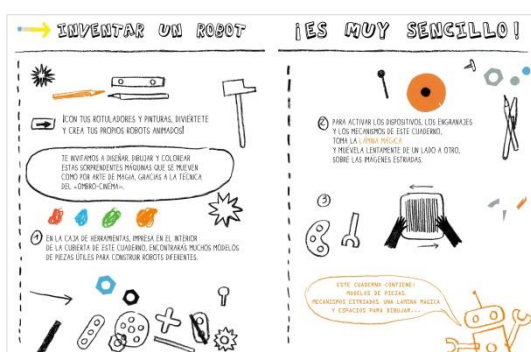 INVENTAR UN ROBOT
¡CON TUS ROTULADORES Y PINTURAS, DIVIÉRTETE
Y CREA TUS PROPIOS ROBOTS ANIMADOS!
TE INVITAMOS A DISEÑAR, DIBUJAR Y COLOREAR
ESTAS SORPRENDENTES MÁQUINAS QUE SE MUEVEN
COMO POR ARTE DE MAGIA, GRACIAS A LA TÉCNICA
DEL «OMBRO-CINÉMA».
1 EN LA CAJA DE HERRAMIENTAS, IMPRESA EN EL INTERIOR
DE LA CUBIERTA DE ESTE CUADERNO, ENCONTRARÁS MUCHOS MODELOS
DE PIEZAS ÚTILES PARA CONSTRUIR ROBOTS DIFERENTES.
¡ES MUY SENCILLO!
2 PARA ACTIVAR LOS DISPOSITIVOS, LOS ENGRANAJES
Y LOS MECANISMOS DE ESTE CUADERNO,
TOMA LA LÁMINA MÁGICA
Y MUÉVELA LENTAMENTE DE UN LADO A OTRO,
SOBRE LAS IMÁGENES ESTRIADAS.
3
ESTE CUADERNO CONTIENE:
MODELOS DE PIEZAS,
MECANISMOS ESTRIADOS, UNA LÁMINA MÁGICA
Y ESPACIOS PARA DIBUJAR...